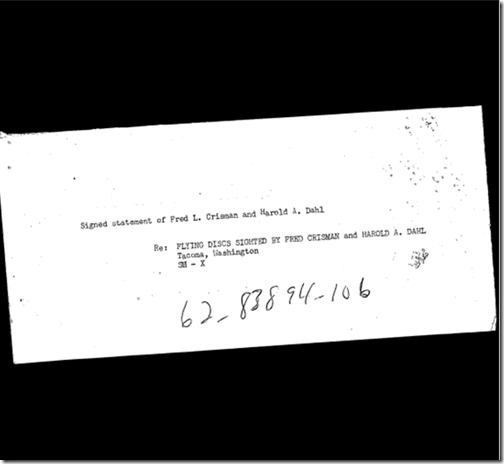 Signed statement of Fred L. Crisman and Harold A. Dahl
Re: FLYING DISCS SIGHTED BY FRED CRISMAN and HAROLD A. DAHL
Tacoma, Washington
SM - X
62-83894-106